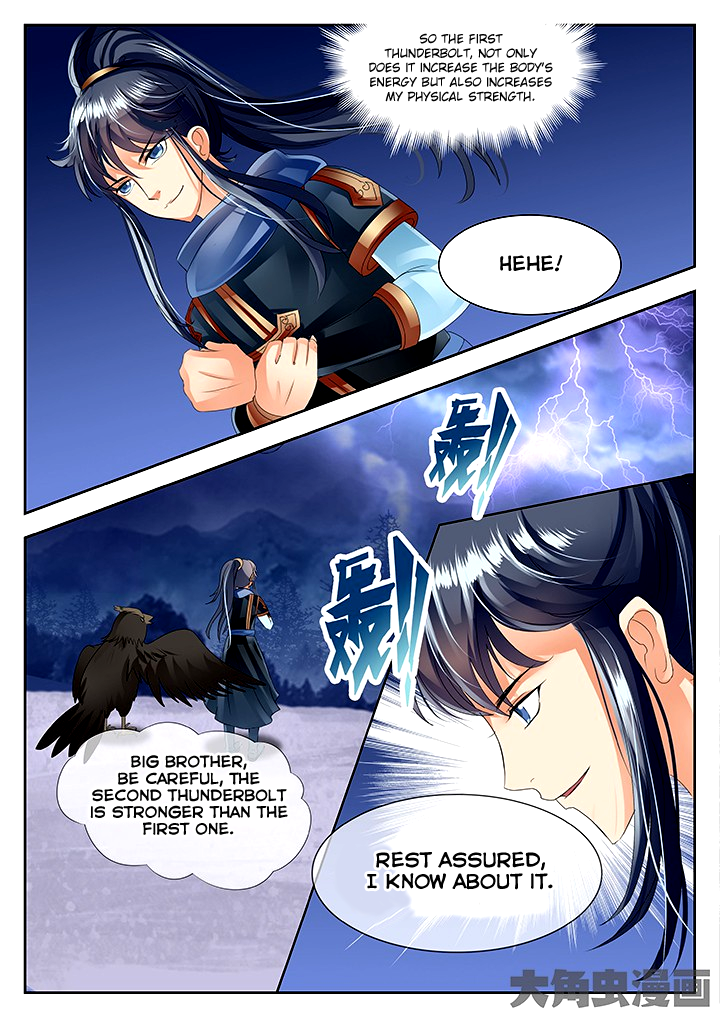 SO THE FIRST
THUNDERBOLT, NOT ONLY
DOES IT INCREASE THE BODY'S
ENERGY BUT ALSO INCREASES
MY PHYSICAL STRENGTH.
HEHE!
BIG BROTHER,
BE CAREFUL, THE
SECOND THUNDERBOLT
IS STRONGER THAN THE
FIRST ONE.
REST ASSURED,
I KNOW ABOUT IT.
大角虫漫画